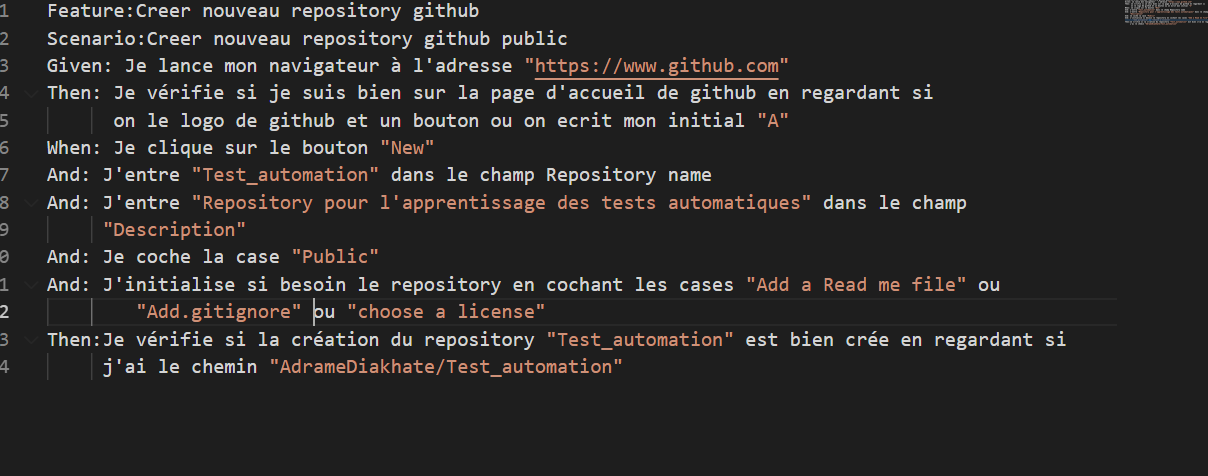 1 Feature:Creer nouveau repository github
2 Scenario:Creer nouveau repository github public
3 Given: Je lance mon navigateur à l'adresse "https://www.github.com"
4 Then: Je vérifie si je suis bien sur la page d'accueil de github en regardant si
5 on le logo de github et un bouton ou on ecrit mon initial "A"
6 When: Je clique sur le bouton "New"
7 And: J'entre "Test_automation" dans le champ Repository name
8 And: J'entre "Repository pour l'apprentissage des tests automatiques" dans le champ
9 "Description"
0 And: Je coche la case "Public"
1 And: J'initialise si besoin le repository en cochant les cases "Add a Read me file" ou
2 "Add.gitignore" ou "choose a license"
3 Then:Je vérifie si la création du repository "Test_automation" est bien crée en regardant si
4 j'ai le chemin "AdrameDiakhate/Test_automation"